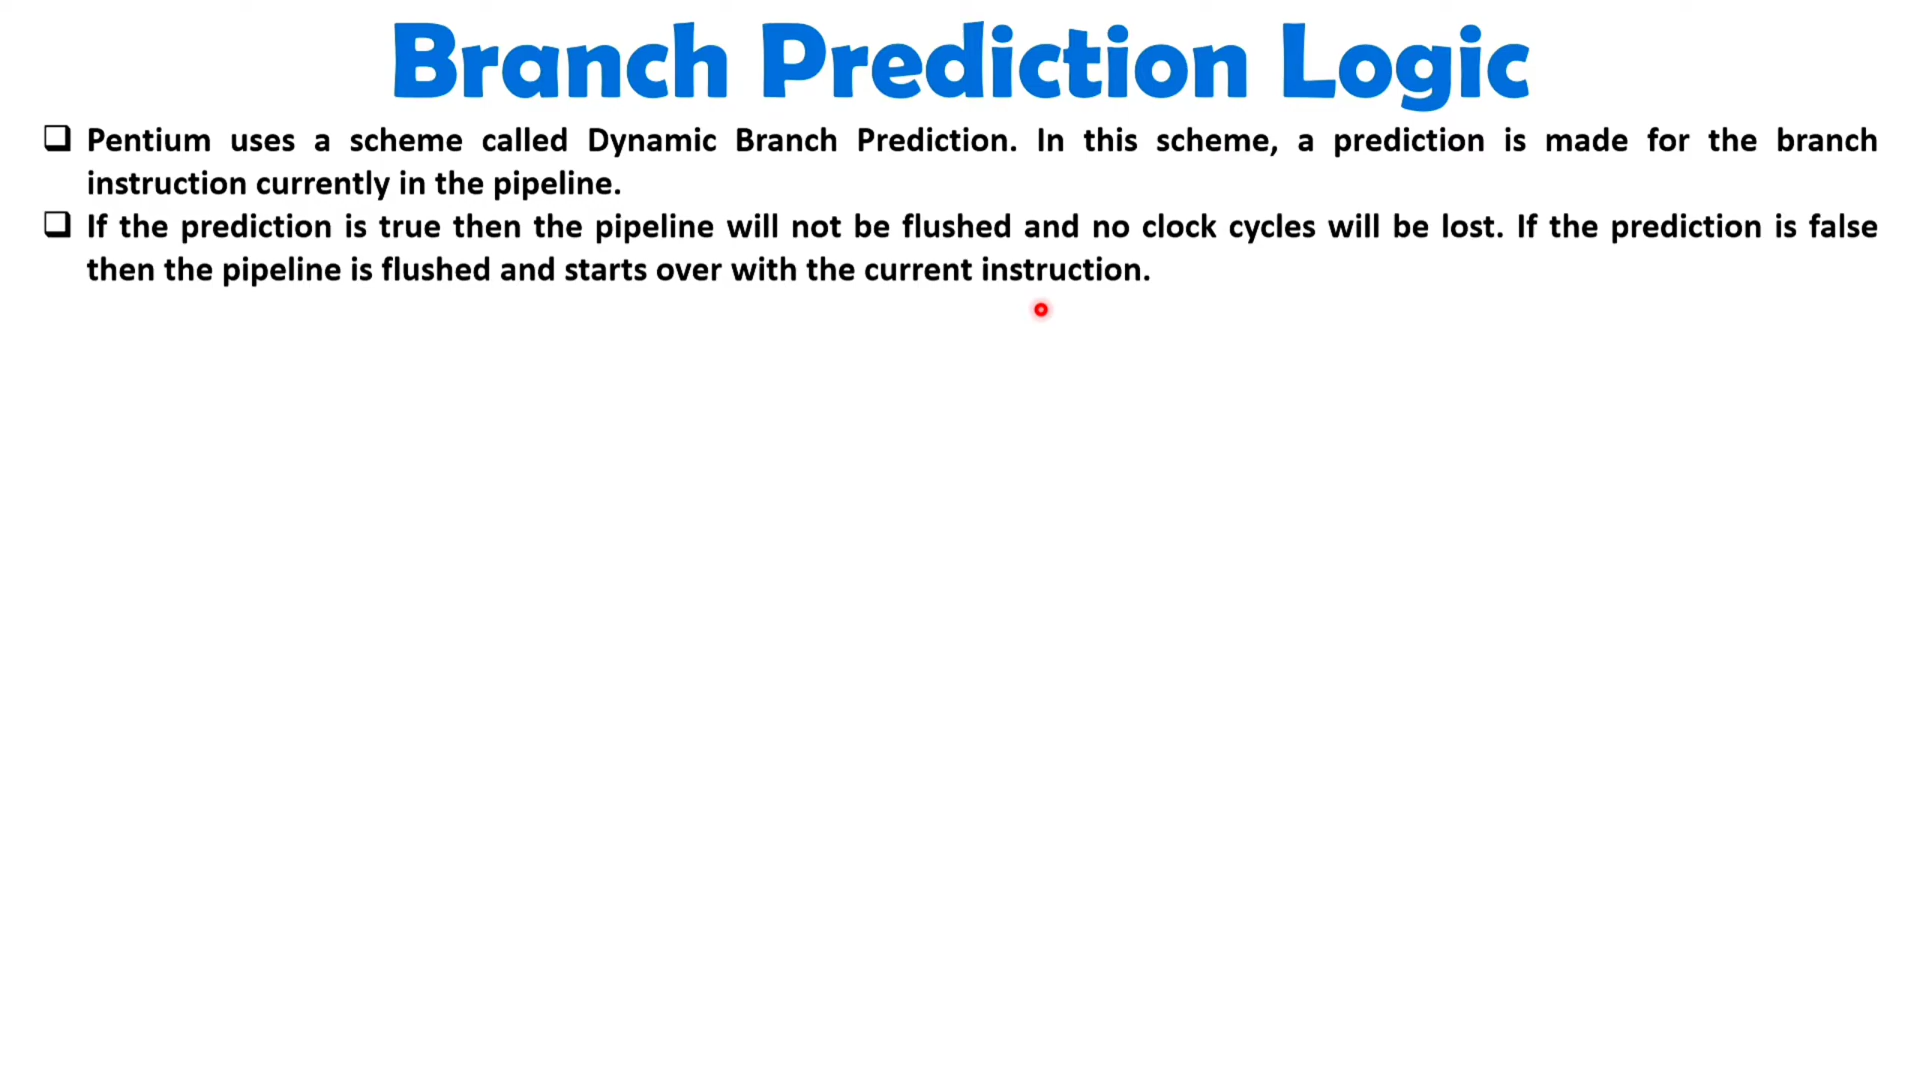 Branch Prediction Logic
Pentium uses a scheme called Dynamic Branch Prediction. In this scheme, a prediction is made for the branch
instruction currently in the pipeline.
If the prediction is true then the pipeline will not be flushed and no clock cycles will be lost. If the prediction is false
then the pipeline is flushed and starts over with the current instruction.